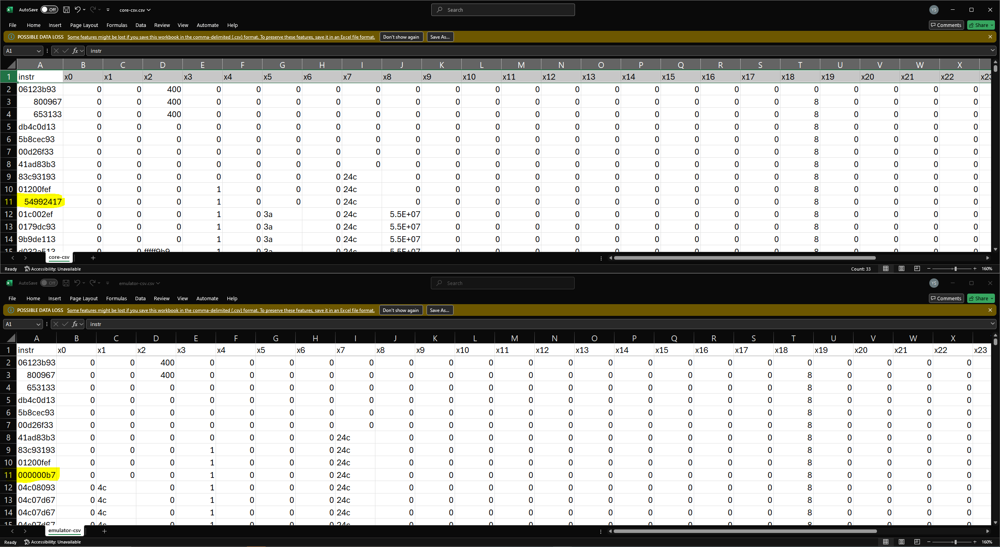 AutoSave Off core-csv.csv Search YS
File Home Insert Page Layout Formulas Data Review View Automate Help Comments Share
POSSIBLE DATA LOSS Some features might be lost if you save this workbook in the comma-delimited (.csv) format. To preserve these features, save it in an Excel file format. Don't show again Save As...
A1 fx instr
A B C D E F G H I J K L M N O P Q R S T U V W X
1 instr x0 x1 x2 x3 x4 x5 x6 x7 x8 x9 x10 x11 x12 x13 x14 x15 x16 x17 x18 x19 x20 x21 x22 x23
2 06123b93 0 0 400 0 0 0 0 0 0 0 0 0 0 0 0 0 0 0 0 0 0 0 0
3 800967 0 0 400 0 0 0 0 0 0 0 0 0 0 0 0 0 0 0 8 0 0 0 0
4 653133 0 0 400 0 0 0 0 0 0 0 0 0 0 0 0 0 0 0 8 0 0 0 0
5 db4c0d13 0 0 0 0 0 0 0 0 0 0 0 0 0 0 0 0 0 0 8 0 0 0 0
6 5b8cec93 0 0 0 0 0 0 0 0 0 0 0 0 0 0 0 0 0 0 8 0 0 0 0
7 00d26f33 0 0 0 0 0 0 0 0 0 0 0 0 0 0 0 0 0 0 8 0 0 0 0
8 41ad83b3 0 0 0 0 0 0 0 0 0 0 0 0 0 0 0 0 0 0 8 0 0 0 0
9 83c93193 0 0 0 0 0 0 0 24c 0 0 0 0 0 0 0 0 0 0 8 0 0 0 0
10 01200fef 0 0 0 1 0 0 0 24c 0 0 0 0 0 0 0 0 0 0 8 0 0 0 0
11 54992417 0 0 0 1 0 0 0 24c 0 0 0 0 0 0 0 0 0 0 8 0 0 0 0
12 01c002ef 0 0 0 1 0 3a 0 24c 5.5E+07 0 0 0 0 0 0 0 0 0 8 0 0 0 0
13 0179dc93 0 0 0 1 0 3a 0 24c 5.5E+07 0 0 0 0 0 0 0 0 0 8 0 0 0 0
14 9b9de113 0 0 0 1 0 3a 0 24c 5.5E+07 0 0 0 0 0 0 0 0 0 8 0 0 0 0
15 d032a513 0 0 fffff9b9 1 0 3a 0 24c 5.5E+07 0 0 0 0 0 0 0 0 0 8 0 0 0 0
core-csv
Ready Accessibility: Unavailable Count: 33 160%
AutoSave Off emulator-csv.csv Search YS
File Home Insert Page Layout Formulas Data Review View Automate Help Comments Share
POSSIBLE DATA LOSS Some features might be lost if you save this workbook in the comma-delimited (.csv) format. To preserve these features, save it in an Excel file format. Don't show again Save As...
A1 fx instr
A B C D E F G H I J K L M N O P Q R S T U V W X
1 instr x0 x1 x2 x3 x4 x5 x6 x7 x8 x9 x10 x11 x12 x13 x14 x15 x16 x17 x18 x19 x20 x21 x22 x23
2 06123b93 0 0 400 0 0 0 0 0 0 0 0 0 0 0 0 0 0 0 0 0 0 0 0
3 800967 0 0 400 0 0 0 0 0 0 0 0 0 0 0 0 0 0 0 8 0 0 0 0
4 653133 0 0 0 0 0 0 0 0 0 0 0 0 0 0 0 0 0 0 8 0 0 0 0
5 db4c0d13 0 0 0 0 0 0 0 0 0 0 0 0 0 0 0 0 0 0 8 0 0 0 0
6 5b8cec93 0 0 0 0 0 0 0 0 0 0 0 0 0 0 0 0 0 0 8 0 0 0 0
7 00d26f33 0 0 0 0 0 0 0 0 0 0 0 0 0 0 0 0 0 0 8 0 0 0 0
8 41ad83b3 0 0 0 0 0 0 0 24c 0 0 0 0 0 0 0 0 0 0 8 0 0 0 0
9 83c93193 0 0 0 1 0 0 0 24c 0 0 0 0 0 0 0 0 0 0 8 0 0 0 0
10 01200fef 0 0 0 1 0 0 0 24c 0 0 0 0 0 0 0 0 0 0 8 0 0 0 0
11 000000b7 0 0 0 1 0 0 0 24c 0 0 0 0 0 0 0 0 0 0 8 0 0 0 0
12 04c08093 0 4c 0 1 0 0 0 24c 0 0 0 0 0 0 0 0 0 0 8 0 0 0 0
13 04c07d67 0 4c 0 1 0 0 0 24c 0 0 0 0 0 0 0 0 0 0 8 0 0 0 0
14 04c07d67 0 4c 0 1 0 0 0 24c 0 0 0 0 0 0 0 0 0 0 8 0 0 0 0
15 04c07d67 0 4c 0 1 0 0 0 24c 0 0 0 0 0 0 0 0 0 0 8 0 0 0 0
emulator-csv
Ready Accessibility: Unavailable 160%